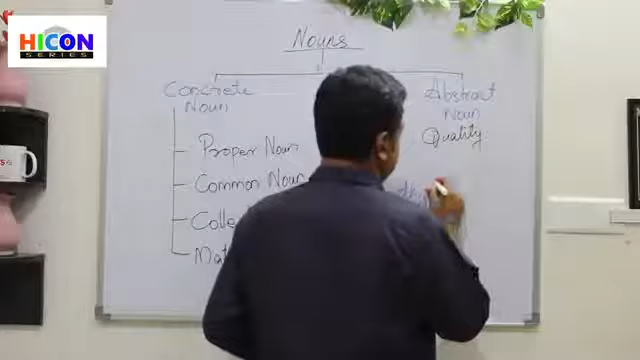 HICON
SERIES
Nouns
Concrete
Noun
Abstract
Noun
Quality
Proper Noun
Common Noun